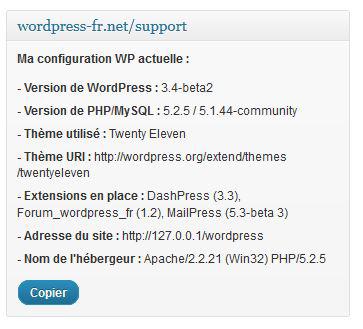 wordpress-fr.net/support
Ma configuration WP actuelle :
- Version de WordPress : 3.4-beta2
- Version de PHP/MySQL : 5.2.5 / 5.1.44-community
- Thème utilisé : Twenty Eleven
- Thème URI : http://wordpress.org/extend/themes
/twentyeleven
- Extensions en place : DashPress (3.3),
Forum_wordpress_fr (1.2), MailPress (5.3-beta 3)
- Adresse du site : http://127.0.0.1/wordpress
- Nom de l'hébergeur : Apache/2.2.21 (Win32) PHP/5.2.5
Copier